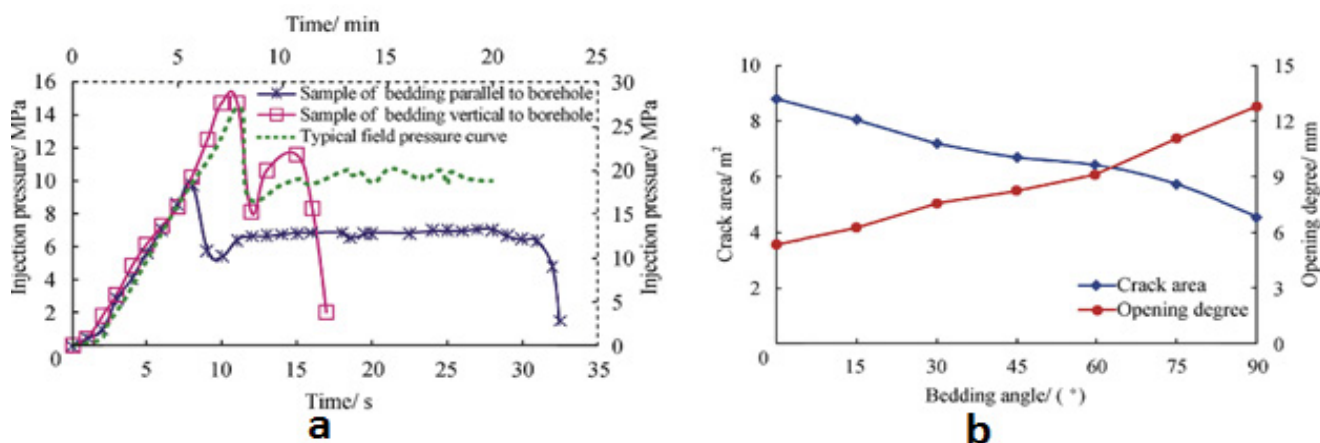 Time/ min
0 5 10 15 20 25
16 14 12 10 8 6 4 2 0
Injection pressure/ MPa
30 25 20 15 10 5 0
Injection pressure/ MPa
Sample of bedding parallel to borehole
Sample of bedding vertical to borehole
Typical field pressure curve
5 10 15 20 25 30 35
Time/ s
a
10 8 6 4 2 0
Crack area/ m²
15 12 9 6 3 0
Opening degree/ mm
Crack area
Opening degree
15 30 45 60 75 90
Bedding angle/ ( °)
b